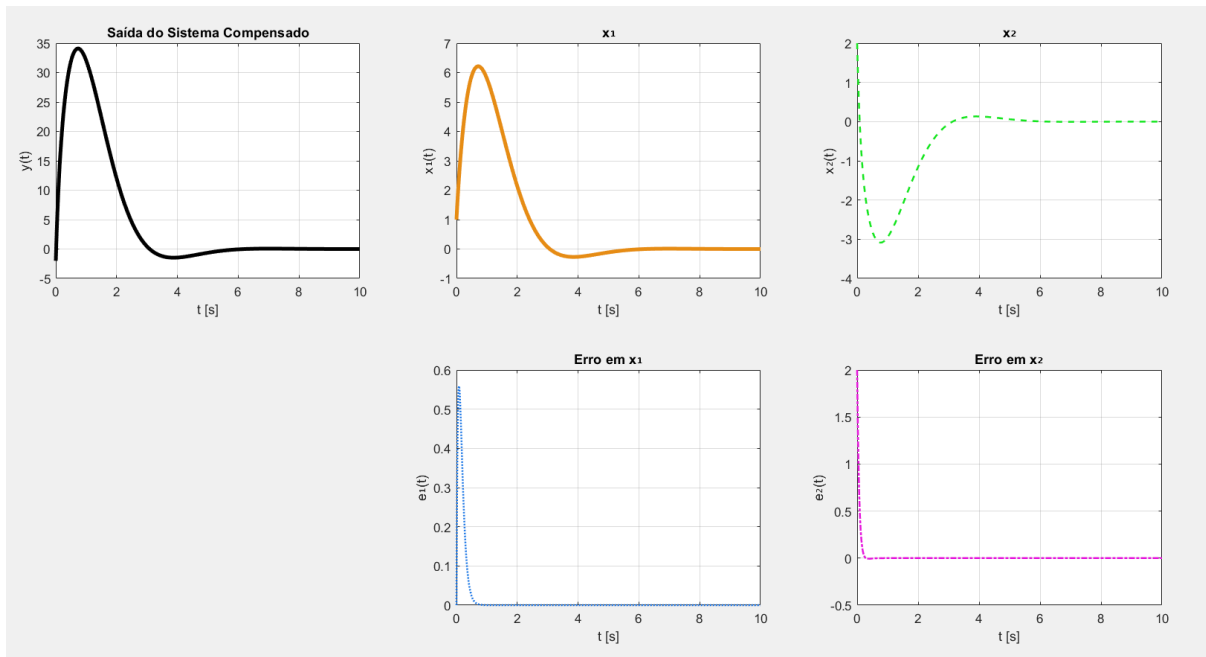 Saída do Sistema Compensado
35
30
25
20
15
10
5
0
-5
y(t)
0 2 4 6 8 10
t [s]
x₁
7
6
5
4
3
2
1
0
-1
x₁(t)
0 2 4 6 8 10
t [s]
x₂
2
1
0
-1
-2
-3
-4
x₂(t)
0 2 4 6 8 10
t [s]
Erro em x₁
0.6
0.5
0.4
0.3
0.2
0.1
0
e₁(t)
0 2 4 6 8 10
t [s]
Erro em x₂
2
1.5
1
0.5
0
-0.5
e₂(t)
0 2 4 6 8 10
t [s]